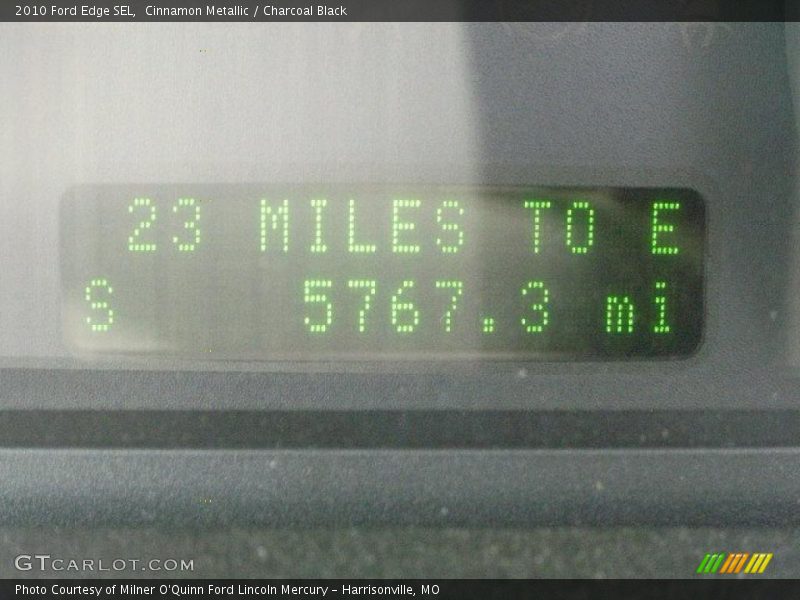 2010 Ford Edge SEL, Cinnamon Metallic / Charcoal Black
23 MILES TO E
S 5767.3 mi
GTCARLOT.COM
Photo Courtesy of Milner O'Quinn Ford Lincoln Mercury - Harrisonville, MO